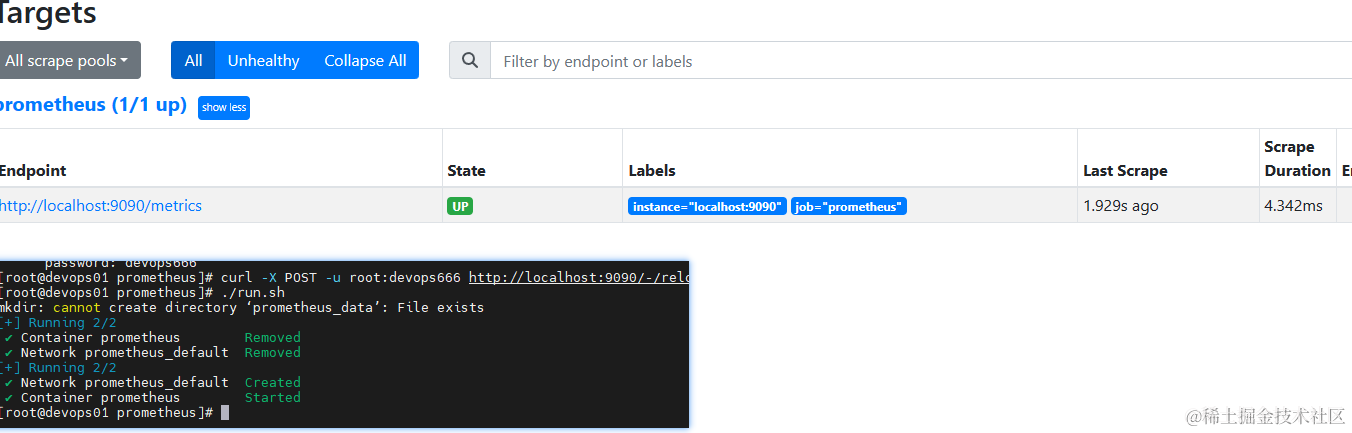 Targets
All scrape pools
All Unhealthy Collapse All
Filter by endpoint or labels
prometheus (1/1 up) show less
Endpoint State Labels Last Scrape Scrape Duration
http://localhost:9090/metrics UP instance="localhost:9090" job="prometheus" 1.929s ago 4.342ms
password: devops666
[root@devops01 prometheus]# curl -X POST -u root:devops666 http://localhost:9090/-/relo
[root@devops01 prometheus]# ./run.sh
mkdir: cannot create directory ‘prometheus_data’: File exists
[+] Running 2/2
✔ Container prometheus Removed
✔ Network prometheus_default Removed
[+] Running 2/2
✔ Network prometheus_default Created
✔ Container prometheus Started
[root@devops01 prometheus]#
@稀土掘金技术社区